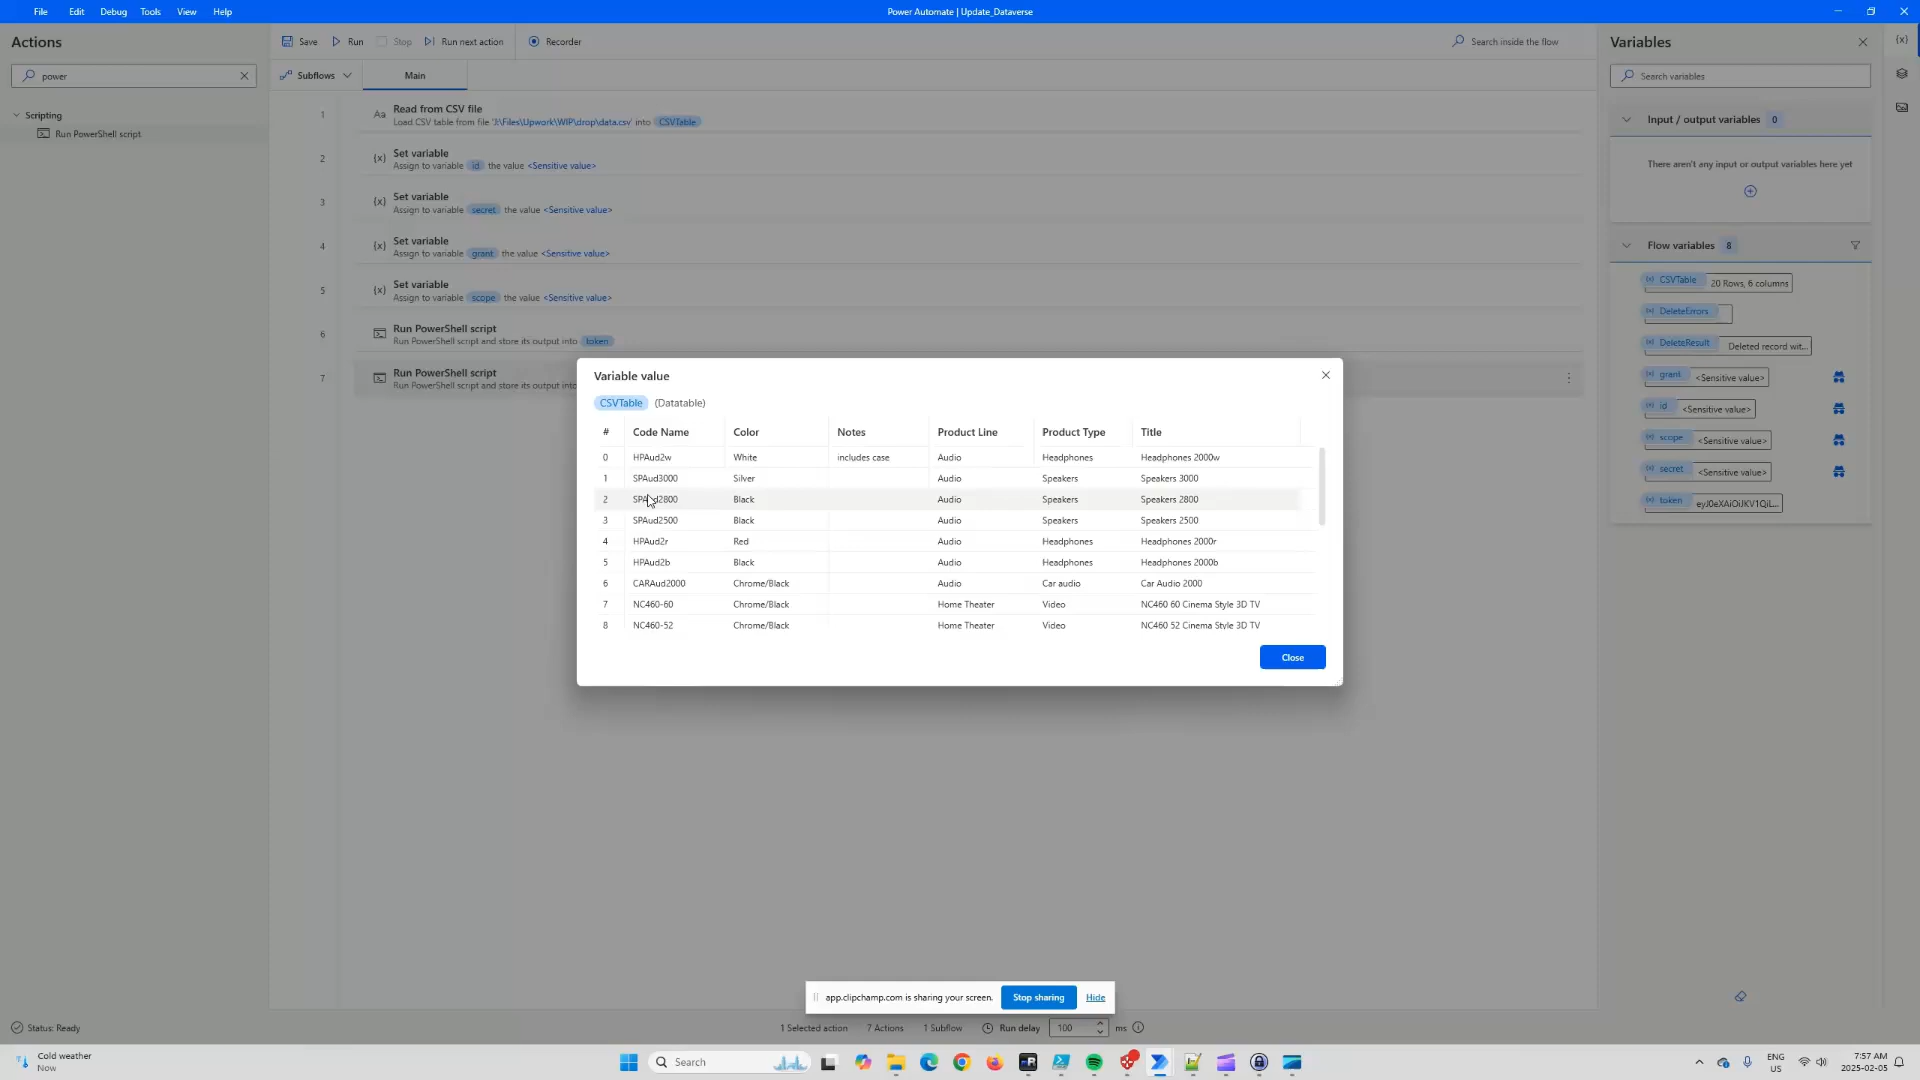 File Edit Debug Tools View Help
Power Automate | Update_Dataverse
Actions
power
Scripting
Run PowerShell script
Save Run Stop Run next action Recorder
Search inside the flow
Subflows Main
1 Aa Read from CSV file
Load CSV table from file 'J:\Files\Upwork\WIP\drop\data.csv' into CSVTable
2 {x} Set variable
Assign to variable id the value <Sensitive value>
3 {x} Set variable
Assign to variable secret the value <Sensitive value>
4 {x} Set variable
Assign to variable grant the value <Sensitive value>
5 {x} Set variable
Assign to variable scope the value <Sensitive value>
6 Run PowerShell script
Run PowerShell script and store its output into token
7 Run PowerShell script
Run PowerShell script and store its output into
Variable value
CSVTable (Datatable)
# Code Name Color Notes Product Line Product Type Title
0 HPAud2w White includes case Audio Headphones Headphones 2000w
1 SPAud3000 Silver Audio Speakers Speakers 3000
2 SPAud2800 Black Audio Speakers Speakers 2800
3 SPAud2500 Black Audio Speakers Speakers 2500
4 HPAud2r Red Audio Headphones Headphones 2000r
5 HPAud2b Black Audio Headphones Headphones 2000b
6 CARAud2000 Chrome/Black Audio Car audio Car Audio 2000
7 NC460-60 Chrome/Black Home Theater Video NC460 60 Cinema Style 3D TV
8 NC460-52 Chrome/Black Home Theater Video NC460 52 Cinema Style 3D TV
Close
Variables
{x}
Search variables
Input / output variables 0
There aren't any input or output variables here yet
Flow variables 8
(x) CSVTable 20 Rows, 6 columns
(x) DeleteErrors
(x) DeleteResult Deleted record wit...
(x) grant <Sensitive value>
(x) id <Sensitive value>
(x) scope <Sensitive value>
(x) secret <Sensitive value>
(x) token eyJ0eXAiOiJKV1QiL...
app.clipchamp.com is sharing your screen. Stop sharing Hide
Status: Ready
1 Selected action 7 Actions 1 Subflow Run delay 100 ms
Cold weather
Now
Search
ENG
US
7:57 AM
2025-02-05